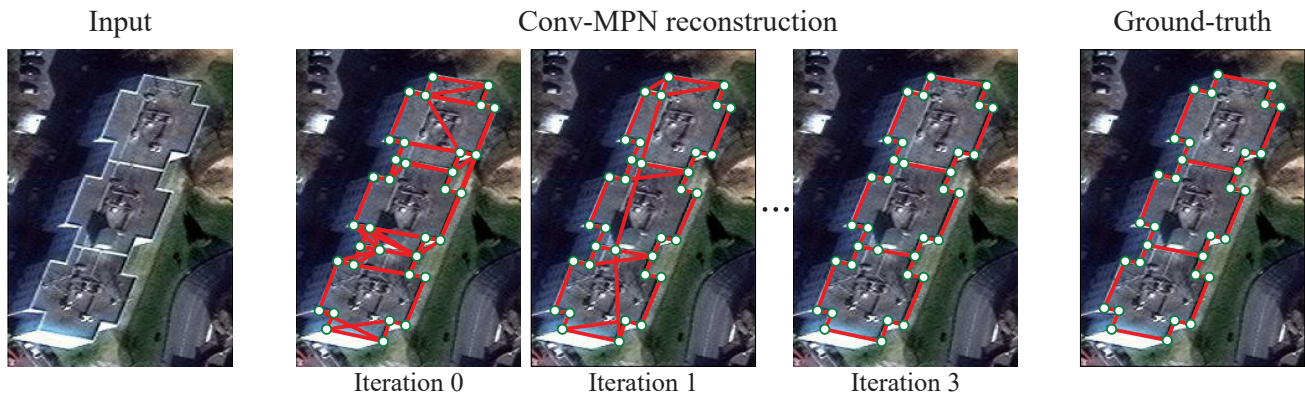 Input
Conv-MPN reconstruction
Ground-truth
...
Iteration 0
Iteration 1
Iteration 3